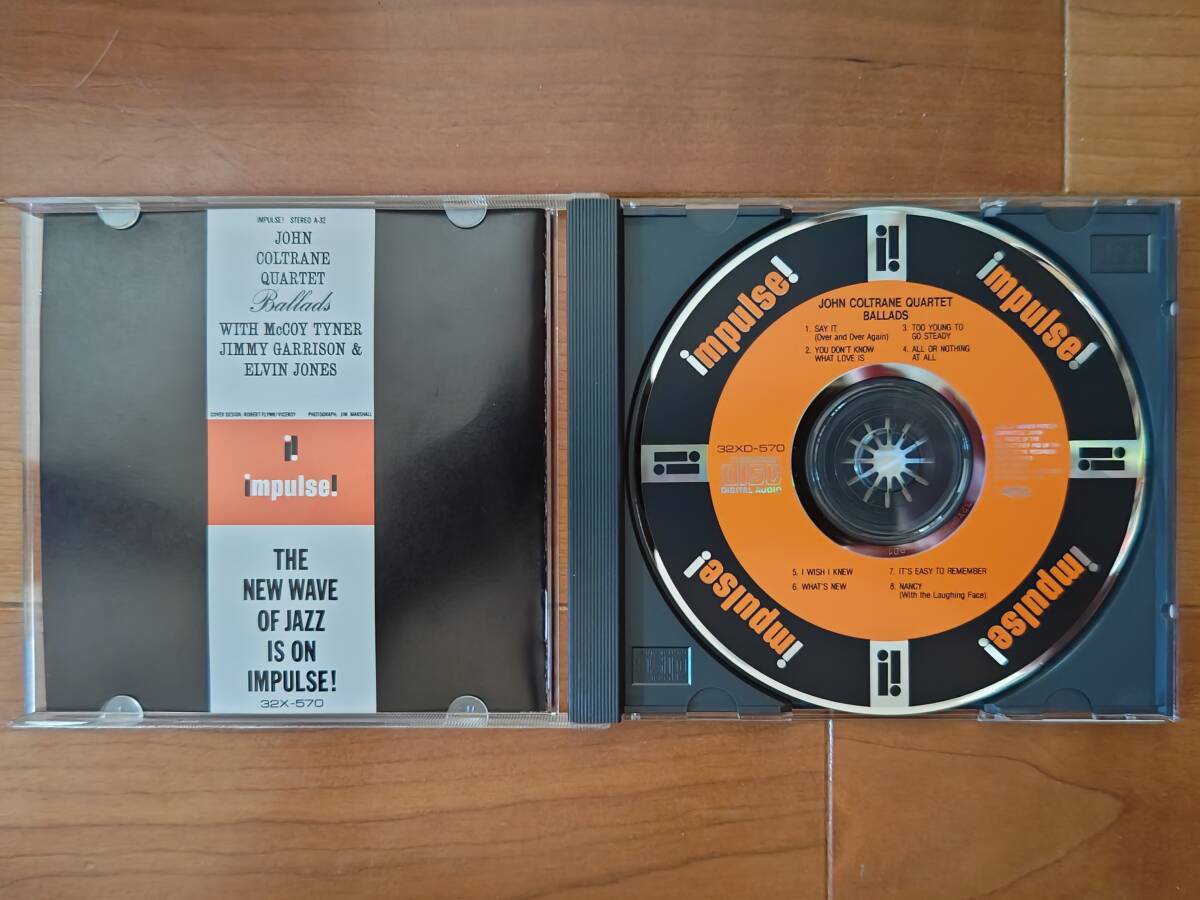 IMPULSE! STEREO A-32
JOHN
COLTRANE
QUARTET
Ballads
WITH McCOY TYNER
JIMMY GARRISON &
ELVIN JONES
COVER DESIGN: ROBERT FLYNN/VICEROY PHOTOGRAPH: JIM MARSHALL
impulse!
THE
NEW WAVE
OF JAZZ
IS ON
IMPULSE!
32X-570
impulse!
impulse!
JOHN COLTRANE QUARTET
BALLADS
1. SAY IT
(Over and Over Again)
2. YOU DON'T KNOW
WHAT LOVE IS
3. TOO YOUNG TO
GO STEADY
4. ALL OR NOTHING
AT ALL
32XD-570
disc
DIGITAL AUDIO
5. I WISH I KNEW
6. WHAT'S NEW
7. IT'S EASY TO REMEMBER
8. NANCY
(With the Laughing Face)
impulse!
impulse!